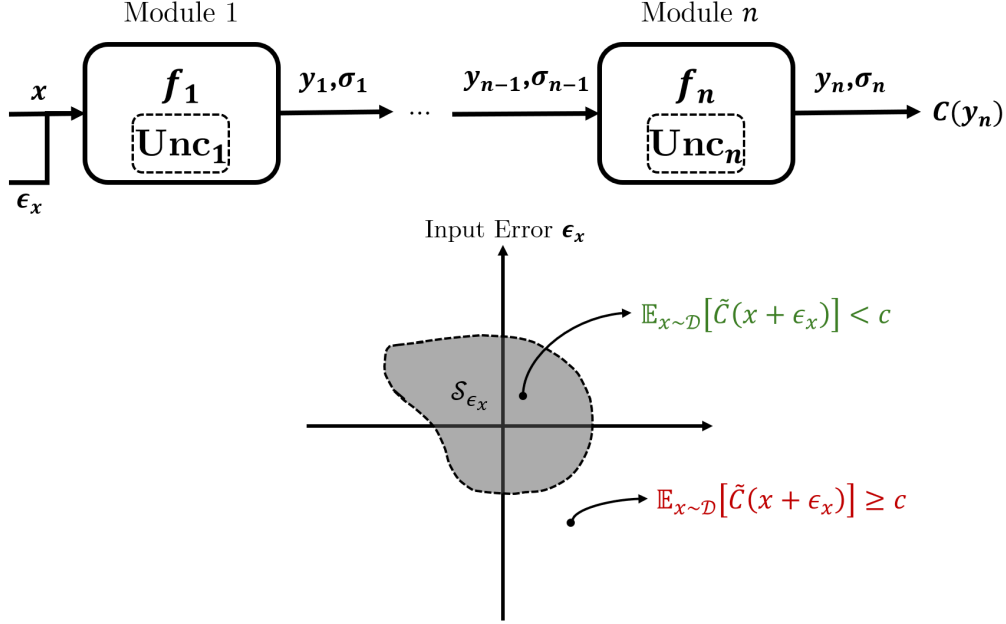 Module 1
Module n
x
f₁
y₁,σ₁
...
yₙ₋₁,σₙ₋₁
fₙ
yₙ,σₙ
Unc₁
Uncₙ
C(yₙ)
ϵₓ
Input Error ϵₓ
𝔼ₓ∼𝒟[C̃(x + ϵₓ)] < c
𝒮_ϵₓ
𝔼ₓ∼𝒟[C̃(x + ϵₓ)] ≥ c